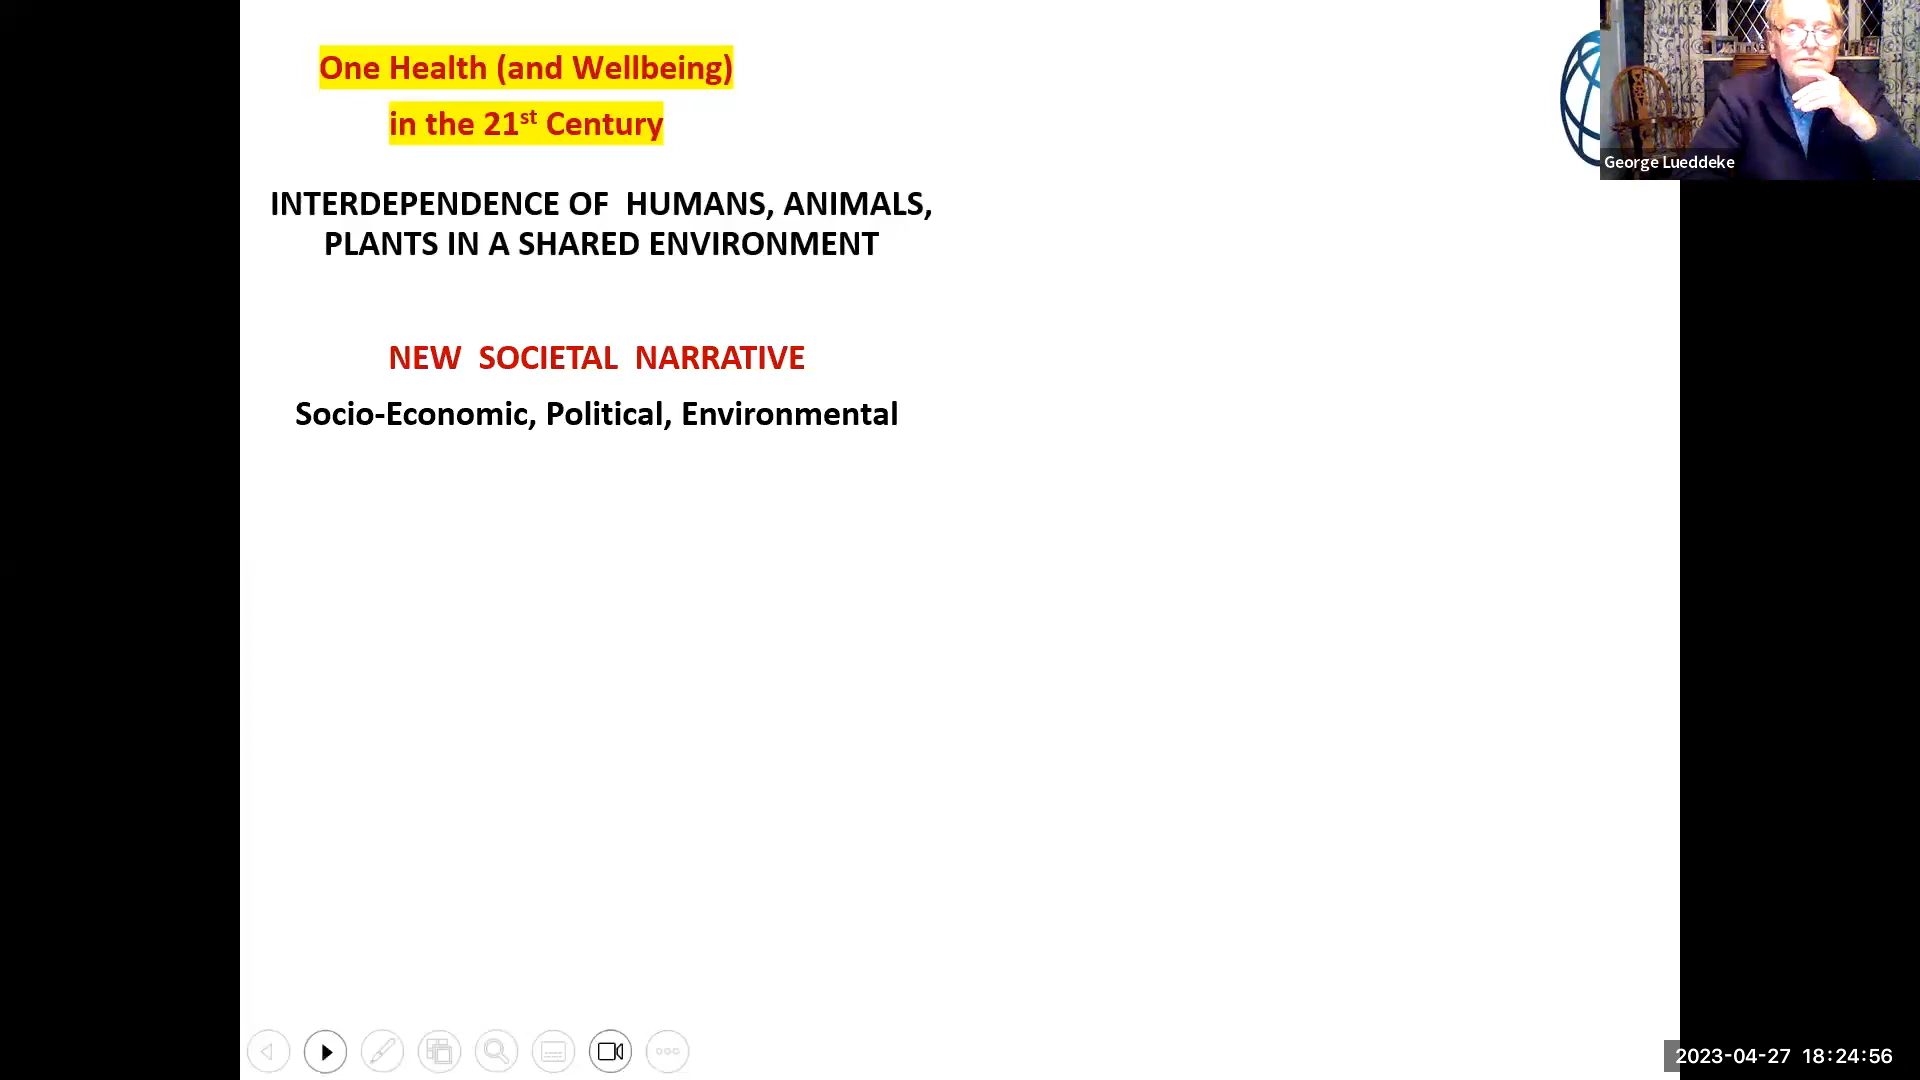 One Health (and Wellbeing)
in the 21st Century
INTERDEPENDENCE OF HUMANS, ANIMALS,
PLANTS IN A SHARED ENVIRONMENT
NEW SOCIETAL NARRATIVE
Socio-Economic, Political, Environmental
George Lueddeke
2023-04-27 18:24:56